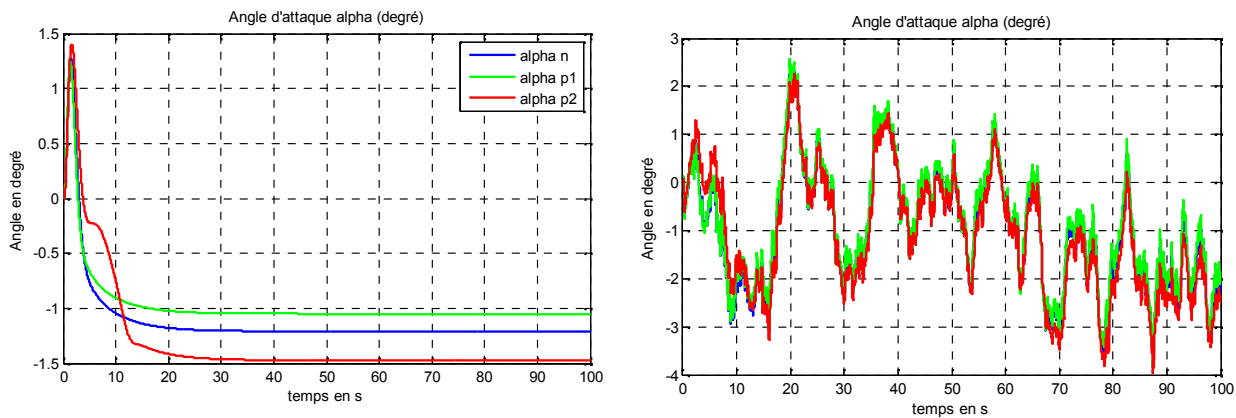 Angle d'attaque alpha (degré)
Angle en degré
1.5
1
0.5
0
-0.5
-1
-1.5
alpha n
alpha p1
alpha p2
0 10 20 30 40 50 60 70 80 90 100
temps en s
Angle d'attaque alpha (degré)
Angle en degré
3
2
1
0
-1
-2
-3
-4
0 10 20 30 40 50 60 70 80 90 100
temps en s